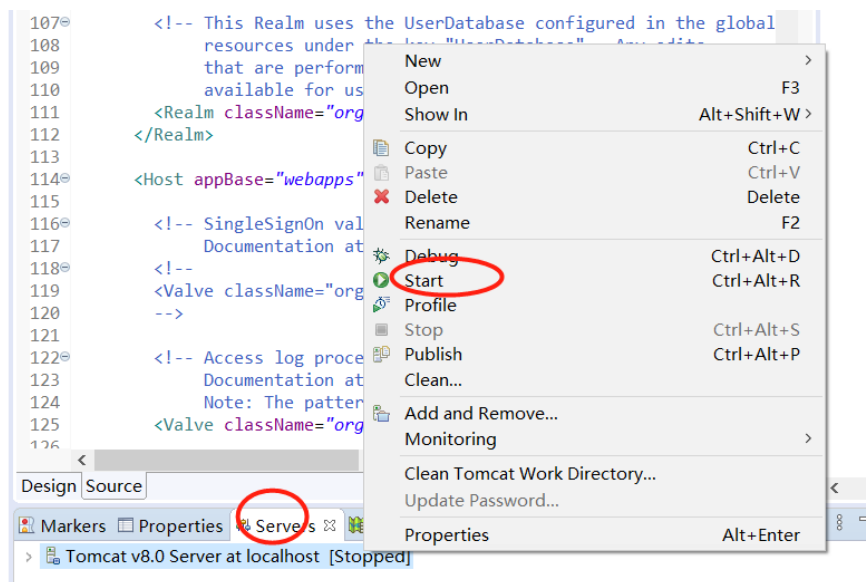 107 <!-- This Realm uses the UserDatabase configured in the global
108 resources under the key "UserDatabase". Any edits
109 that are perform
110 available for us
111 <Realm className="org
112 </Realm>
113
114 <Host appBase="webapps"
115
116 <!-- SingleSignOn val
117 Documentation at
118 <!--
119 <Valve className="org
120 -->
121
122 <!-- Access log proce
123 Documentation at
124 Note: The patter
125 <Valve className="org
126
New
Open F3
Show In Alt+Shift+W
Copy Ctrl+C
Paste Ctrl+V
Delete Delete
Rename F2
Debug Ctrl+Alt+D
Start Ctrl+Alt+R
Profile
Stop Ctrl+Alt+S
Publish Ctrl+Alt+P
Clean...
Add and Remove...
Monitoring
Clean Tomcat Work Directory...
Update Password...
Properties Alt+Enter
Design Source
Markers Properties Servers
Tomcat v8.0 Server at localhost [Stopped]